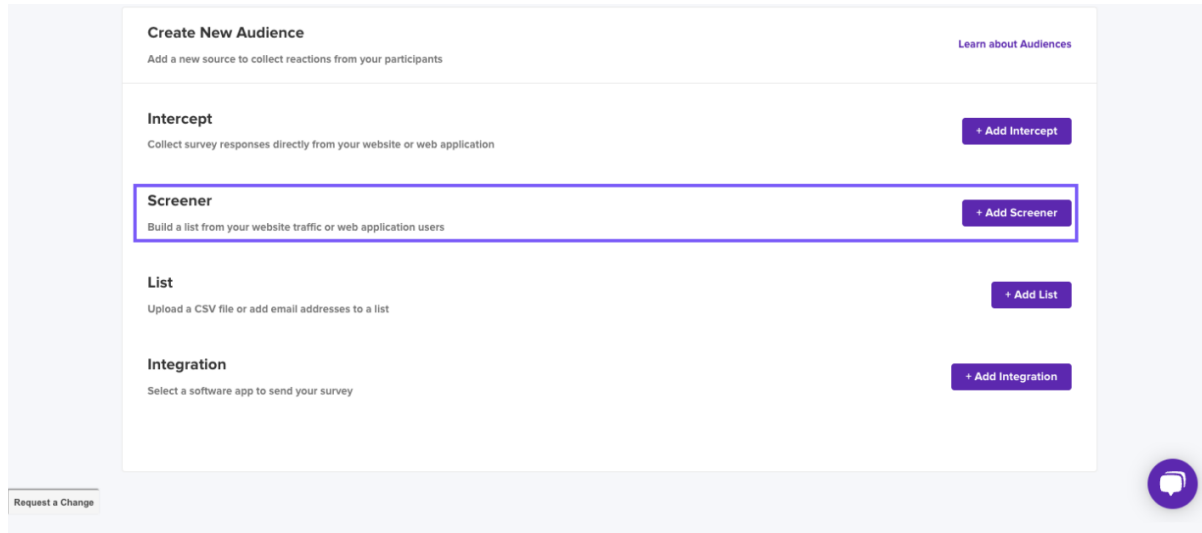 Create New Audience
Learn about Audiences
Add a new source to collect reactions from your participants
Intercept
+ Add Intercept
Collect survey responses directly from your website or web application
Screener
+ Add Screener
Build a list from your website traffic or web application users
List
+ Add List
Upload a CSV file or add email addresses to a list
Integration
+ Add Integration
Select a software app to send your survey
Request a Change